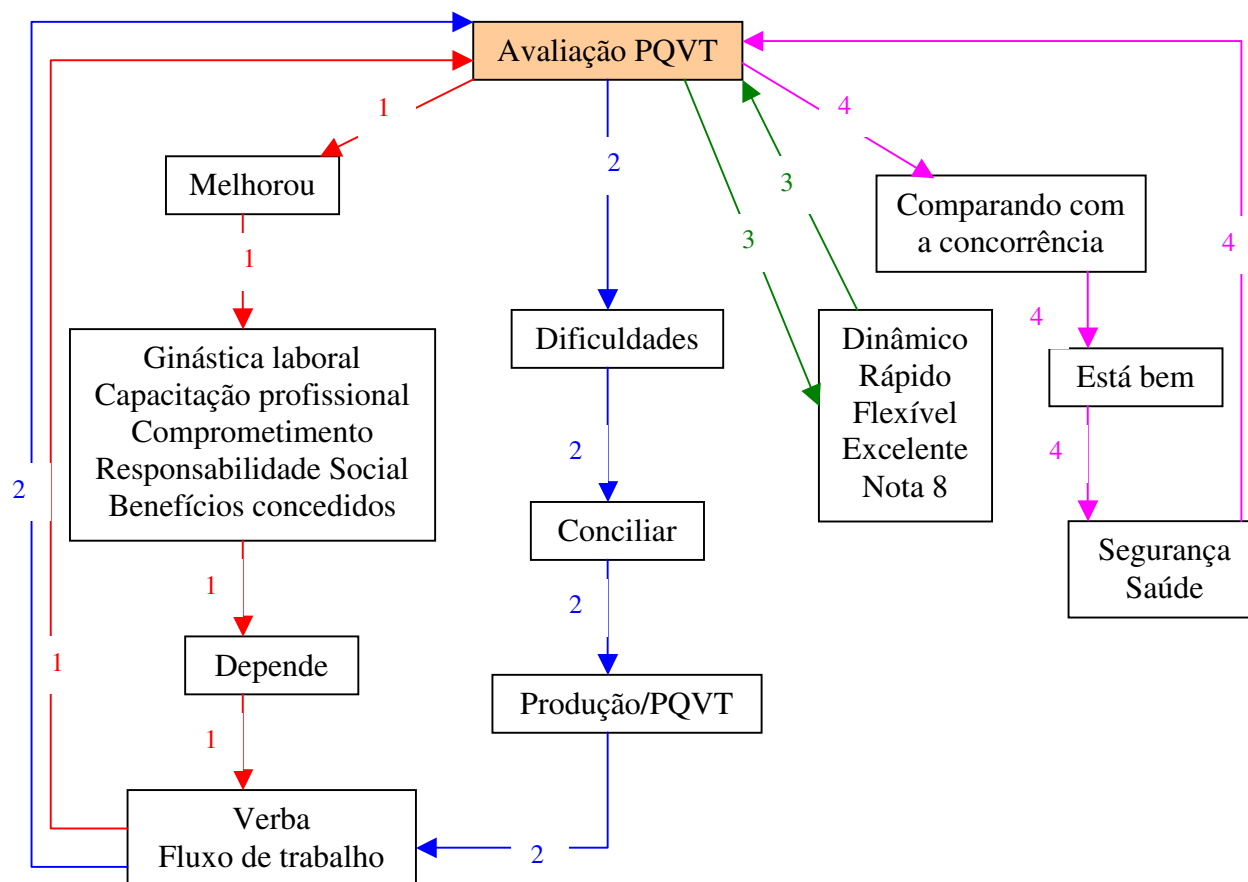 Avaliação PQVT
1
4
2
3
3
4
Melhorou
Comparando com
a concorrência
1
Ginástica laboral
Capacitação profissional
Comprometimento
Responsabilidade Social
Benefícios concedidos
Dificuldades
Dinâmico
Rápido
Flexível
Excelente
Nota 8
4
Está bem
2
2
4
Conciliar
Segurança
Saúde
1
2
Depende
1
Produção/PQVT
1
Verba
Fluxo de trabalho
2